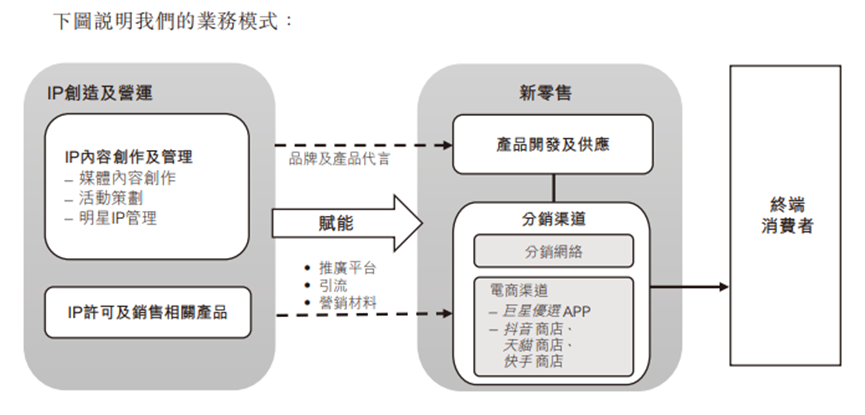 下圖說明我們的業務模式：
IP創造及營運
IP內容創作及管理
– 媒體內容創作
– 活動策劃
– 明星IP管理
IP許可及銷售相關產品
品牌及產品代言
賦能
• 推廣平台
• 引流
• 營銷材料
新零售
產品開發及供應
分銷渠道
分銷網絡
電商渠道
– 巨星優選 APP
– 抖音商店、
天貓商店、
快手商店
終端
消費者